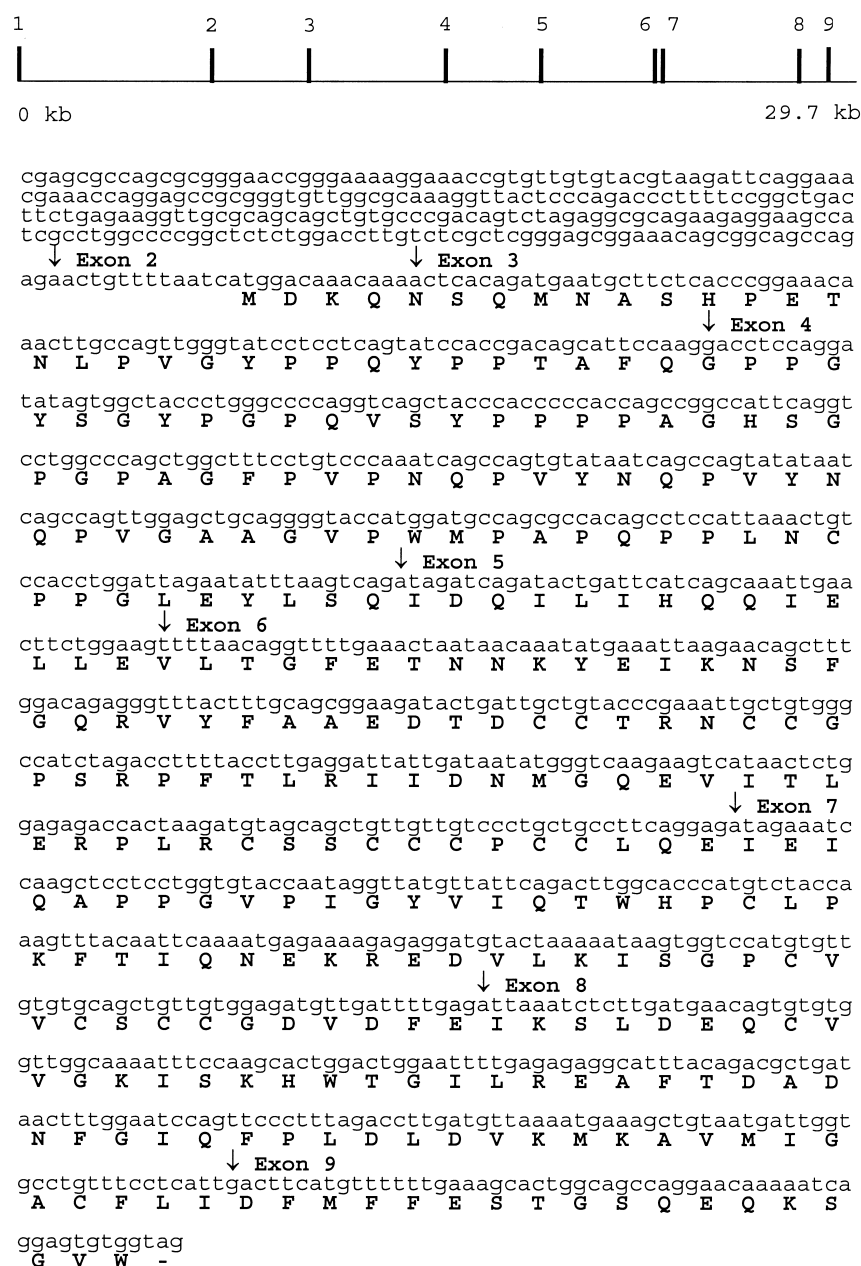 1 2 3 4 5 6 7 8 9
0 kb 29.7 kb
cgagcgccagcgcgggaaccgggaaaaggaaaccgtgttgtgtacgtaagattcaggaaa
cgaaaccaggagccgcgggtgttggcgcaaaggttactcccagacccttttccggctgac
ttctgagaaggttgcgcagcagctgtgcccgacagtctagaggcgcagaagaggaagcca
tcgcctggccccggctctctggaccttgtctcgctcgggagcggaaacagcggcagccag
↓ Exon 2 ↓ Exon 3
agaactgttttaatcatggacaaacaaaactcacagatgaatgcttctcacccggaaaca
M D K Q N S Q M N A S H P E T
↓ Exon 4
aacttgccagttgggtatcctcctcagtatccaccgacagcattccaaggacctccagga
N L P V G Y P P Q Y P P T A F Q G P P G
tatagtggctaccctgggccccaggtcagctacccacccccaccagccggccattcaggt
Y S G Y P G P Q V S Y P P P P A G H S G
cctggcccagctggctttcctgtcccaaatcagccagtgtataatcagccagtatataat
P G P A G F P V P N Q P V Y N Q P V Y N
cagccagttggagctgcaggggtaccatggatgccagcgccacagcctccattaaactgt
Q P V G A A G V P W M P A P Q P P L N C
↓ Exon 5
ccacctggattagaatatttaagtcagatagatcagatactgattcatcagcaaattgaa
P P G L E Y L S Q I D Q I L I H Q Q I E
↓ Exon 6
cttctggaagttttaacaggttttgaaactaataacaaatatgaaattaagaacagcttt
L L E V L T G F E T N N K Y E I K N S F
ggacagagggtttactttgcagcggaagatactgattgctgtacccgaaattgctgtggg
G Q R V Y F A A E D T D C C T R N C C G
ccatctagaccttttaccttgaggattattgataatatgggtcaagaagtcataactctg
P S R P F T L R I I D N M G Q E V I T L
↓ Exon 7
gagagaccactaagatgtagcagctgttgttgtccctgctgccttcaggagatagaaatc
E R P L R C S S C C C P C C L Q E I E I
caagctcctcctggtgtaccaataggttatgttattcagacttggcacccatgtctacca
Q A P P G V P I G Y V I Q T W H P C L P
aagtttacaattcaaaatgagaaaagagaggatgtactaaaaataagtggtccatgtgtt
K F T I Q N E K R E D V L K I S G P C V
↓ Exon 8
gtgtgcagctgttgtggagatgttgattttgagattaaatctcttgatgaacagtgtgtg
V C S C C G D V D F E I K S L D E Q C V
gttggcaaaatttccaagcactggactggaattttgagagaggcatttacagacgctgat
V G K I S K H W T G I L R E A F T D A D
aactttggaatccagttccctttagaccttgatgttaaaatgaaagctgtaatgattggt
N F G I Q F P L D L D V K M K A V M I G
↓ Exon 9
gcctgtttcctcattgacttcatgttttttgaaagcactggcagccaggaacaaaaatca
A C F L I D F M F F E S T G S Q E Q K S
ggagtgtggtag
G V W -